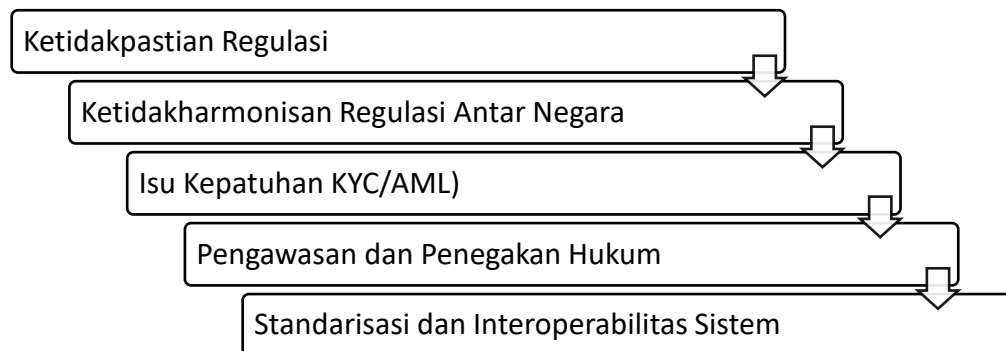 Ketidakpastian Regulasi
Ketidakharmonisan Regulasi Antar Negara
Isu Kepatuhan KYC/AML)
Pengawasan dan Penegakan Hukum
Standarisasi dan Interoperabilitas Sistem